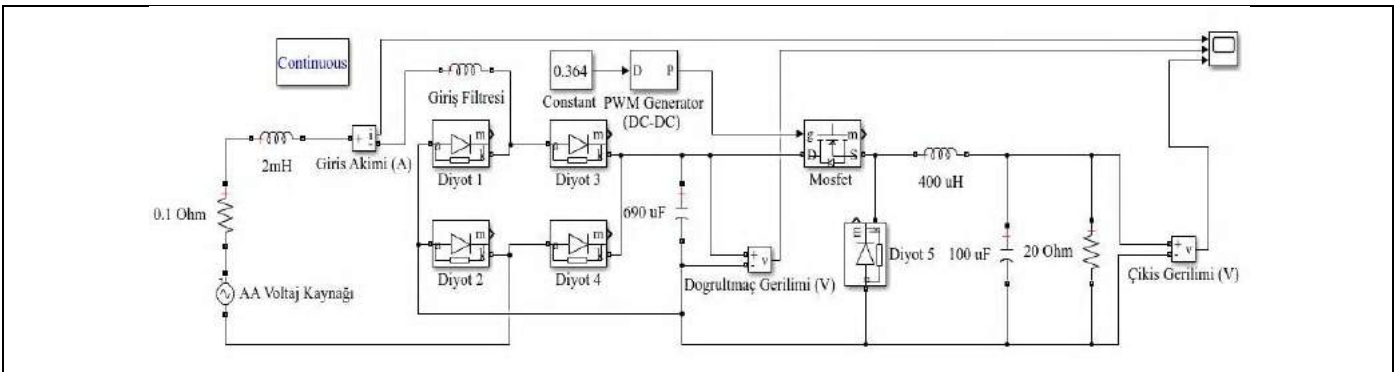 Continuous
Giriş Filtresi
0.364
Constant
D P
PWM Generator
(DC-DC)
2mH
+ i -
Giris Akimi (A)
m
a k
Diyot 1
m
a k
Diyot 3
g m
D S
Mosfet
400 uH
0.1 Ohm
690 uF
m
a k
Diyot 2
m
a k
Diyot 4
+ v -
Dogrultmaç Gerilimi (V)
m
Diyot 5
100 uF
20 Ohm
+ v -
Çikis Gerilimi (V)
AA Voltaj Kaynağı